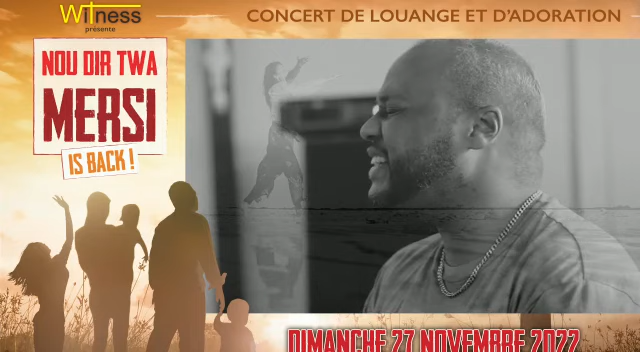 Witness
présente
CONCERT DE LOUANGE ET D'ADORATION
NOU DIR TWA
MERSI
IS BACK !
DIMANCHE 27 NOVEMBRE 2022